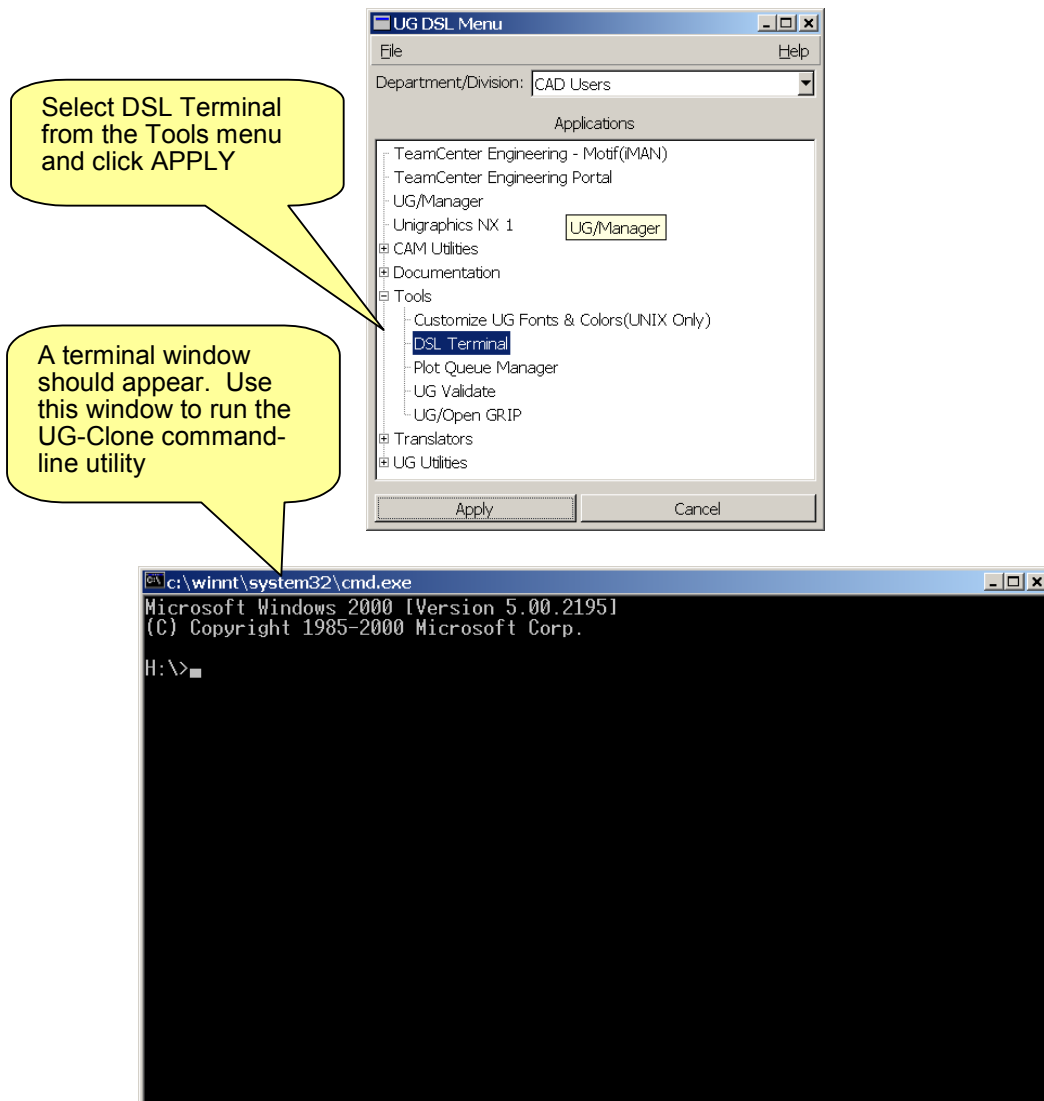 UG DSL Menu
File Help
Department/Division: CAD Users
Applications
TeamCenter Engineering - Motif(iMAN)
TeamCenter Engineering Portal
UG/Manager
Unigraphics NX 1
UG/Manager
CAM Utilities
Documentation
Tools
Customize UG Fonts & Colors(UNIX Only)
DSL Terminal
Plot Queue Manager
UG Validate
UG/Open GRIP
Translators
UG Utilities
Apply Cancel
Select DSL Terminal
from the Tools menu
and click APPLY
A terminal window
should appear. Use
this window to run the
UG-Clone command-
line utility
c:\winnt\system32\cmd.exe
Microsoft Windows 2000 [Version 5.00.2195]
(C) Copyright 1985-2000 Microsoft Corp.
H:\>